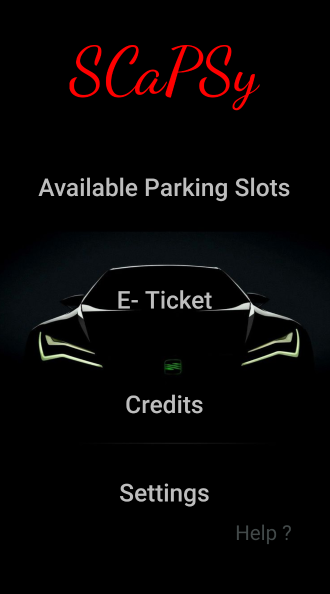 SCaPSy
Available Parking Slots
E- Ticket
Credits
Settings
Help ?